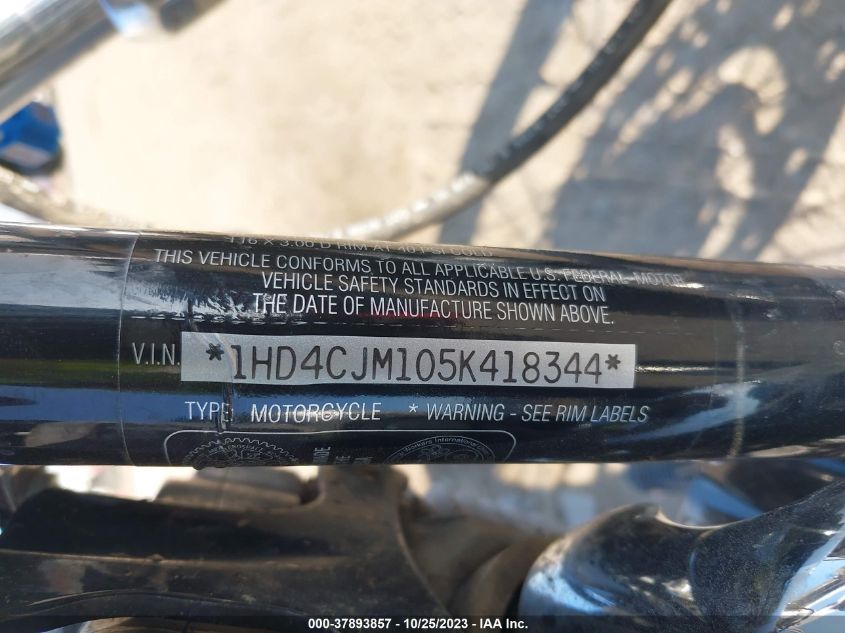 THIS VEHICLE CONFORMS TO ALL APPLICABLE U.S. FEDERAL MOTOR
VEHICLE SAFETY STANDARDS IN EFFECT ON
THE DATE OF MANUFACTURE SHOWN ABOVE.
V.I.N. *1HD4CJM105K418344*
TYPE: MOTORCYCLE * WARNING - SEE RIM LABELS
000-37893857 - 10/25/2023 - IAA Inc.